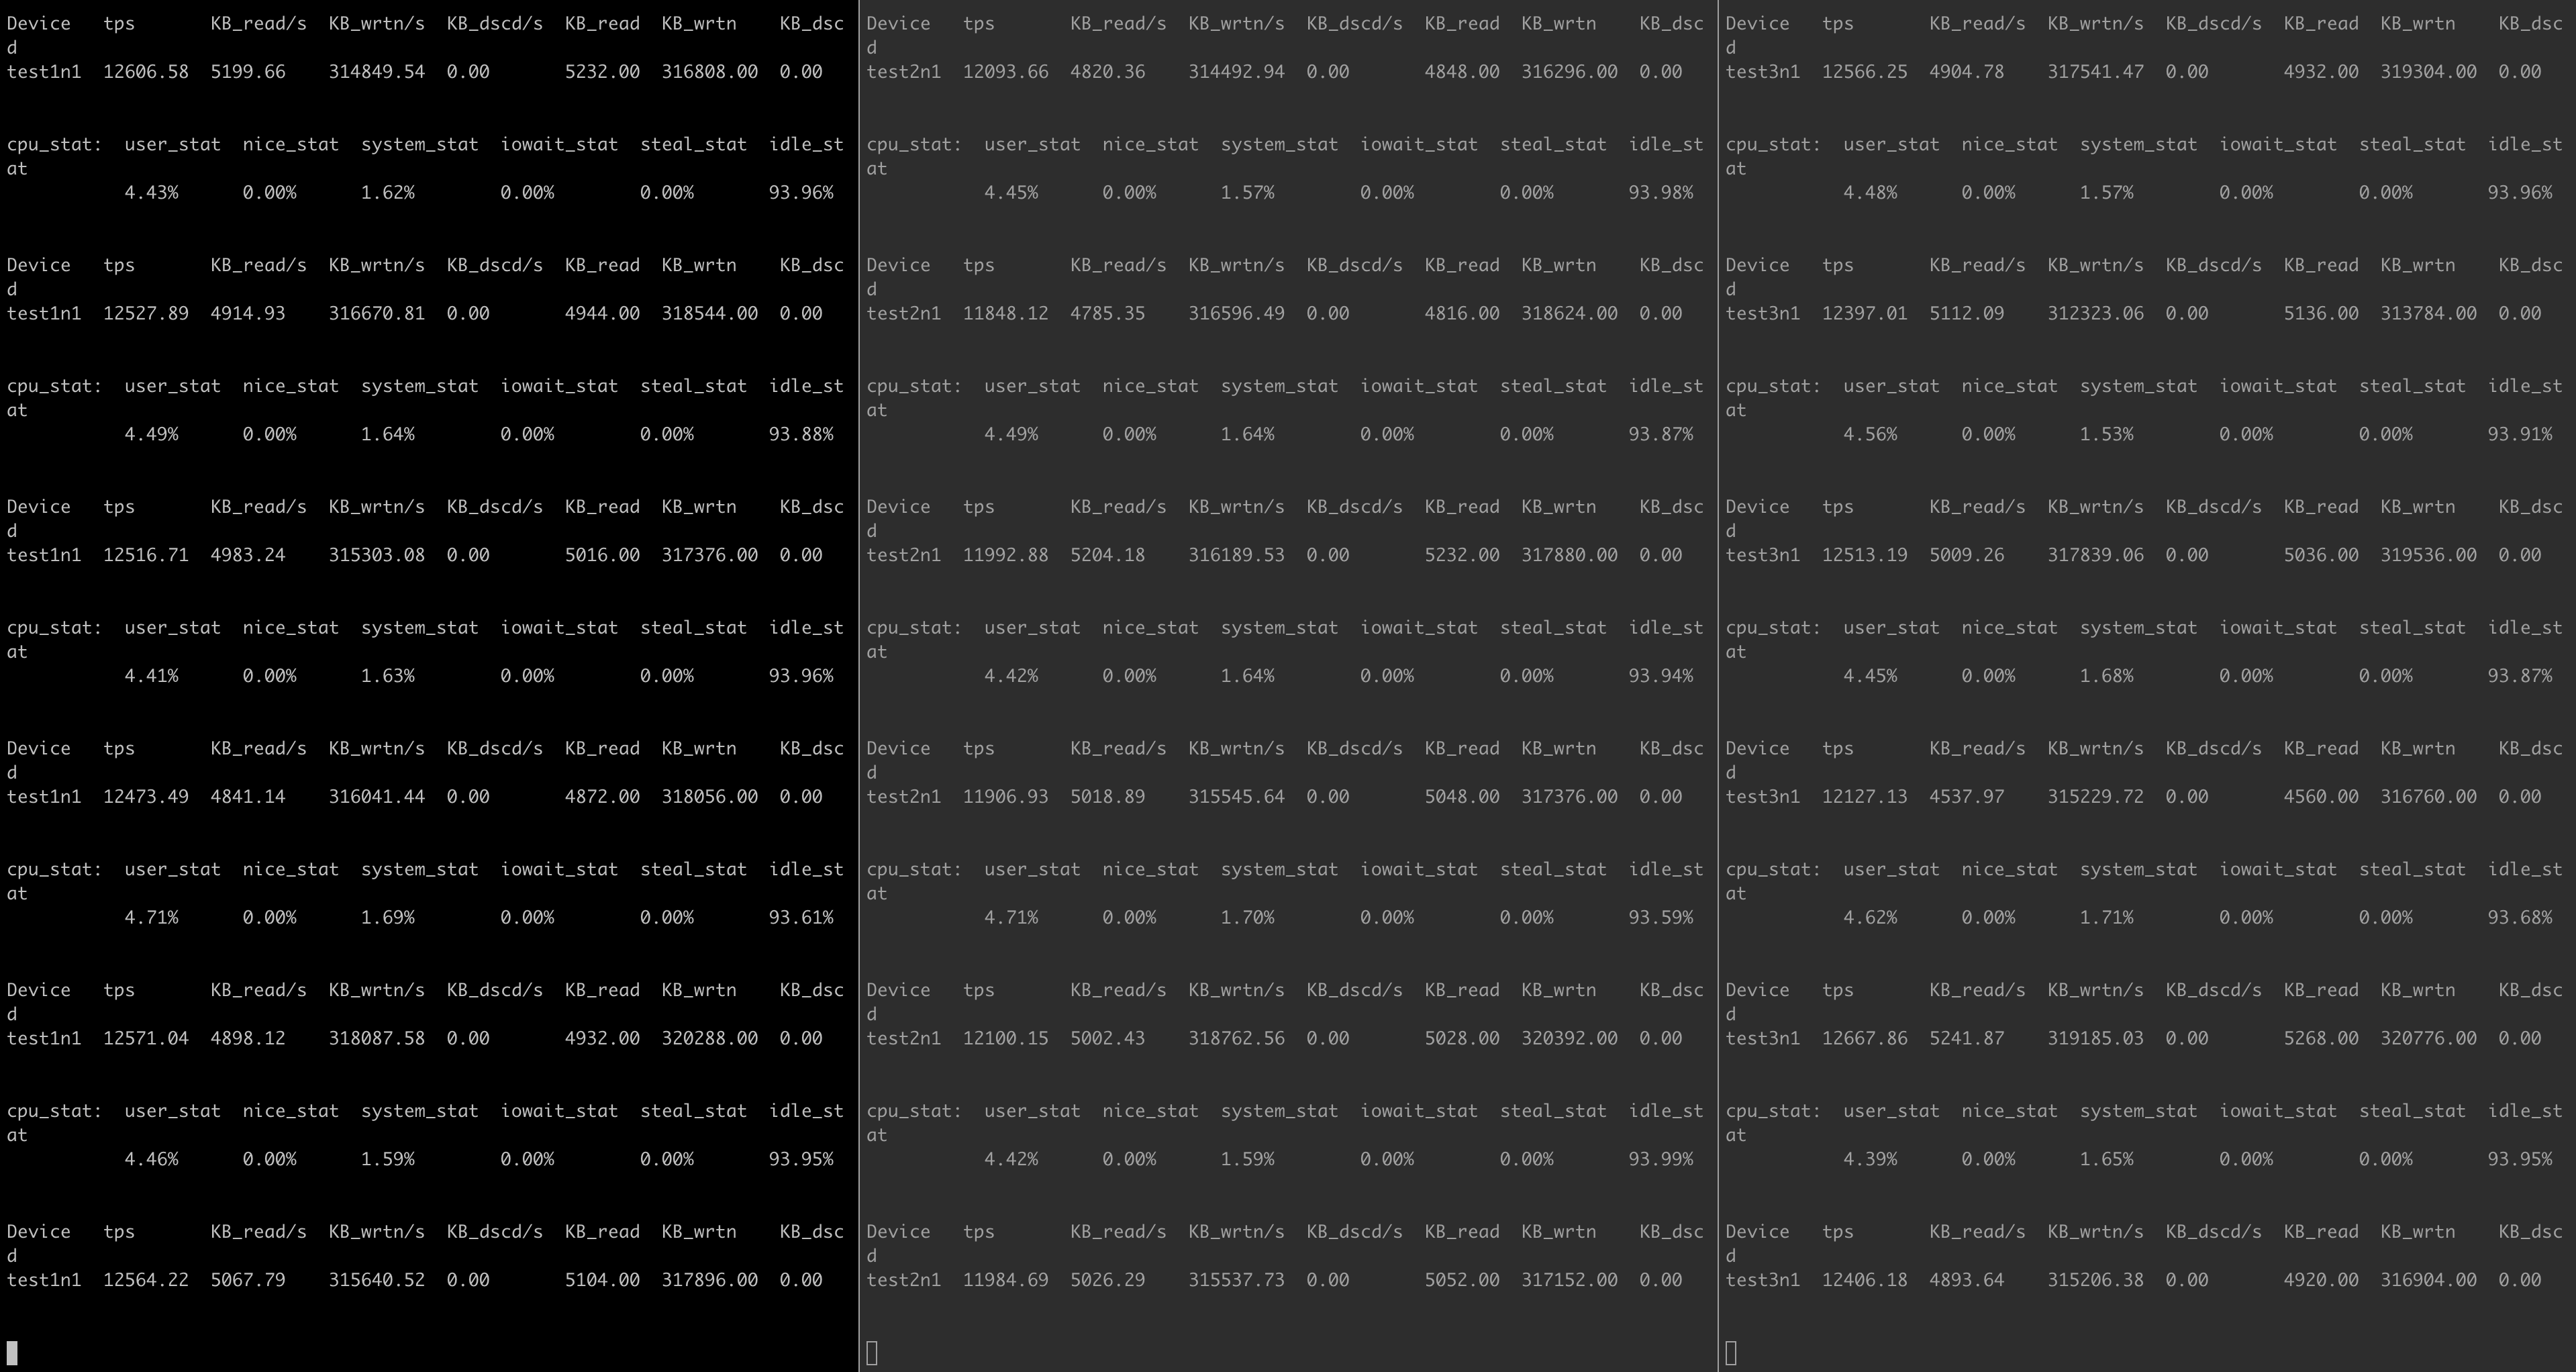 Device   tps       KB_read/s  KB_wrtn/s  KB_dscd/s  KB_read  KB_wrtn    KB_dsc
d
test1n1  12606.58  5199.66    314849.54  0.00       5232.00  316808.00  0.00
cpu_stat:  user_stat  nice_stat  system_stat  iowait_stat  steal_stat  idle_st
at
4.43%      0.00%      1.62%        0.00%        0.00%       93.96%
Device   tps       KB_read/s  KB_wrtn/s  KB_dscd/s  KB_read  KB_wrtn    KB_dsc
d
test1n1  12527.89  4914.93    316670.81  0.00       4944.00  318544.00  0.00
cpu_stat:  user_stat  nice_stat  system_stat  iowait_stat  steal_stat  idle_st
at
4.49%      0.00%      1.64%        0.00%        0.00%       93.88%
Device   tps       KB_read/s  KB_wrtn/s  KB_dscd/s  KB_read  KB_wrtn    KB_dsc
d
test1n1  12516.71  4983.24    315303.08  0.00       5016.00  317376.00  0.00
cpu_stat:  user_stat  nice_stat  system_stat  iowait_stat  steal_stat  idle_st
at
4.41%      0.00%      1.63%        0.00%        0.00%       93.96%
Device   tps       KB_read/s  KB_wrtn/s  KB_dscd/s  KB_read  KB_wrtn    KB_dsc
d
test1n1  12473.49  4841.14    316041.44  0.00       4872.00  318056.00  0.00
cpu_stat:  user_stat  nice_stat  system_stat  iowait_stat  steal_stat  idle_st
at
4.71%      0.00%      1.69%        0.00%        0.00%       93.61%
Device   tps       KB_read/s  KB_wrtn/s  KB_dscd/s  KB_read  KB_wrtn    KB_dsc
d
test1n1  12571.04  4898.12    318087.58  0.00       4932.00  320288.00  0.00
cpu_stat:  user_stat  nice_stat  system_stat  iowait_stat  steal_stat  idle_st
at
4.46%      0.00%      1.59%        0.00%        0.00%       93.95%
Device   tps       KB_read/s  KB_wrtn/s  KB_dscd/s  KB_read  KB_wrtn    KB_dsc
d
test1n1  12564.22  5067.79    315640.52  0.00       5104.00  317896.00  0.00
Device   tps       KB_read/s  KB_wrtn/s  KB_dscd/s  KB_read  KB_wrtn    KB_dsc
d
test2n1  12093.66  4820.36    314492.94  0.00       4848.00  316296.00  0.00
cpu_stat:  user_stat  nice_stat  system_stat  iowait_stat  steal_stat  idle_st
at
4.45%      0.00%      1.57%        0.00%        0.00%       93.98%
Device   tps       KB_read/s  KB_wrtn/s  KB_dscd/s  KB_read  KB_wrtn    KB_dsc
d
test2n1  11848.12  4785.35    316596.49  0.00       4816.00  318624.00  0.00
cpu_stat:  user_stat  nice_stat  system_stat  iowait_stat  steal_stat  idle_st
at
4.49%      0.00%      1.64%        0.00%        0.00%       93.87%
Device   tps       KB_read/s  KB_wrtn/s  KB_dscd/s  KB_read  KB_wrtn    KB_dsc
d
test2n1  11992.88  5204.18    316189.53  0.00       5232.00  317880.00  0.00
cpu_stat:  user_stat  nice_stat  system_stat  iowait_stat  steal_stat  idle_st
at
4.42%      0.00%      1.64%        0.00%        0.00%       93.94%
Device   tps       KB_read/s  KB_wrtn/s  KB_dscd/s  KB_read  KB_wrtn    KB_dsc
d
test2n1  11906.93  5018.89    315545.64  0.00       5048.00  317376.00  0.00
cpu_stat:  user_stat  nice_stat  system_stat  iowait_stat  steal_stat  idle_st
at
4.71%      0.00%      1.70%        0.00%        0.00%       93.59%
Device   tps       KB_read/s  KB_wrtn/s  KB_dscd/s  KB_read  KB_wrtn    KB_dsc
d
test2n1  12100.15  5002.43    318762.56  0.00       5028.00  320392.00  0.00
cpu_stat:  user_stat  nice_stat  system_stat  iowait_stat  steal_stat  idle_st
at
4.42%      0.00%      1.59%        0.00%        0.00%       93.99%
Device   tps       KB_read/s  KB_wrtn/s  KB_dscd/s  KB_read  KB_wrtn    KB_dsc
d
test2n1  11984.69  5026.29    315537.73  0.00       5052.00  317152.00  0.00
Device   tps       KB_read/s  KB_wrtn/s  KB_dscd/s  KB_read  KB_wrtn    KB_dsc
d
test3n1  12566.25  4904.78    317541.47  0.00       4932.00  319304.00  0.00
cpu_stat:  user_stat  nice_stat  system_stat  iowait_stat  steal_stat  idle_st
at
4.48%      0.00%      1.57%        0.00%        0.00%       93.96%
Device   tps       KB_read/s  KB_wrtn/s  KB_dscd/s  KB_read  KB_wrtn    KB_dsc
d
test3n1  12397.01  5112.09    312323.06  0.00       5136.00  313784.00  0.00
cpu_stat:  user_stat  nice_stat  system_stat  iowait_stat  steal_stat  idle_st
at
4.56%      0.00%      1.53%        0.00%        0.00%       93.91%
Device   tps       KB_read/s  KB_wrtn/s  KB_dscd/s  KB_read  KB_wrtn    KB_dsc
d
test3n1  12513.19  5009.26    317839.06  0.00       5036.00  319536.00  0.00
cpu_stat:  user_stat  nice_stat  system_stat  iowait_stat  steal_stat  idle_st
at
4.45%      0.00%      1.68%        0.00%        0.00%       93.87%
Device   tps       KB_read/s  KB_wrtn/s  KB_dscd/s  KB_read  KB_wrtn    KB_dsc
d
test3n1  12127.13  4537.97    315229.72  0.00       4560.00  316760.00  0.00
cpu_stat:  user_stat  nice_stat  system_stat  iowait_stat  steal_stat  idle_st
at
4.62%      0.00%      1.71%        0.00%        0.00%       93.68%
Device   tps       KB_read/s  KB_wrtn/s  KB_dscd/s  KB_read  KB_wrtn    KB_dsc
d
test3n1  12667.86  5241.87    319185.03  0.00       5268.00  320776.00  0.00
cpu_stat:  user_stat  nice_stat  system_stat  iowait_stat  steal_stat  idle_st
at
4.39%      0.00%      1.65%        0.00%        0.00%       93.95%
Device   tps       KB_read/s  KB_wrtn/s  KB_dscd/s  KB_read  KB_wrtn    KB_dsc
d
test3n1  12406.18  4893.64    315206.38  0.00       4920.00  316904.00  0.00